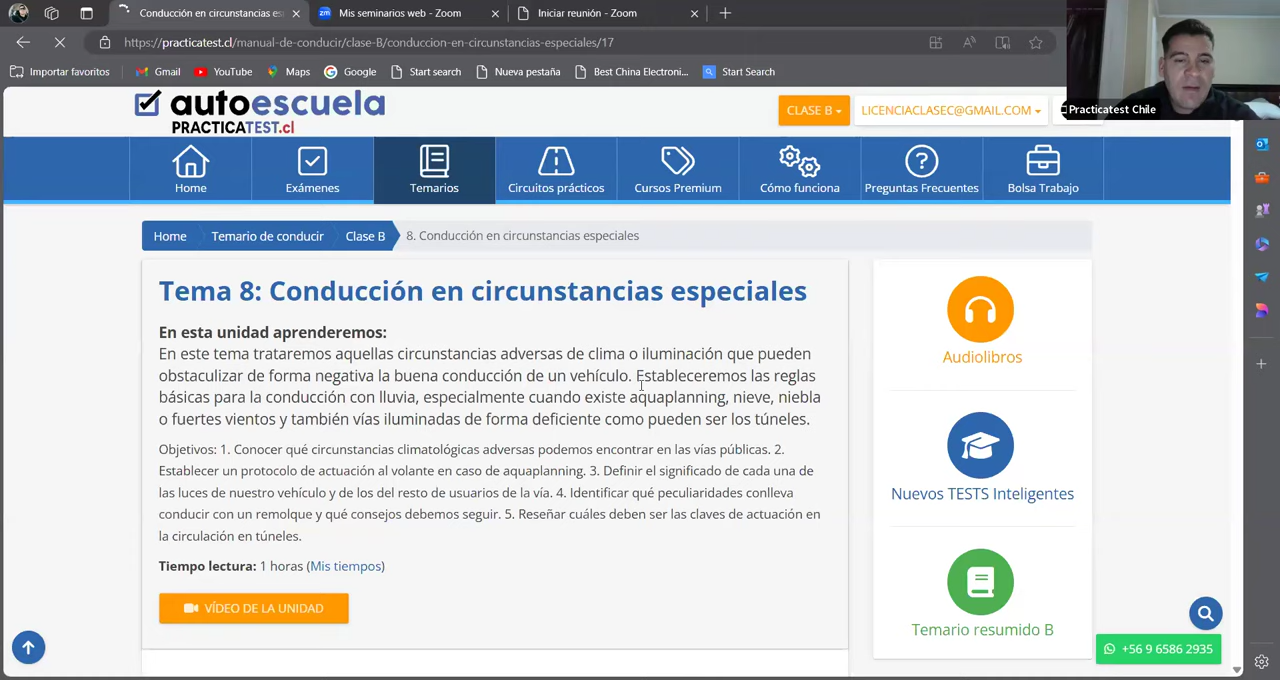 Conducción en circunstancias es
Mis seminarios web - Zoom
Iniciar reunión - Zoom
https://practicatest.cl/manual-de-conducir/clase-B/conduccion-en-circunstancias-especiales/17
Importar favoritos
Gmail
YouTube
Maps
Google
Start search
Nueva pestaña
Best China Electroni...
Start Search
Practicatest Chile
autoescuela
PRACTICATEST.cl
CLASE B
LICENCIACLASEC@GMAIL.COM
Home
Exámenes
Temarios
Circuitos prácticos
Cursos Premium
Cómo funciona
Preguntas Frecuentes
Bolsa Trabajo
Home
Temario de conducir
Clase B
8. Conducción en circunstancias especiales
Tema 8: Conducción en circunstancias especiales
En esta unidad aprenderemos:
En este tema trataremos aquellas circunstancias adversas de clima o iluminación que pueden
obstaculizar de forma negativa la buena conducción de un vehículo. Estableceremos las reglas
básicas para la conducción con lluvia, especialmente cuando existe aquaplanning, nieve, niebla
o fuertes vientos y también vías iluminadas de forma deficiente como pueden ser los túneles.
Objetivos: 1. Conocer qué circunstancias climatológicas adversas podemos encontrar en las vías públicas. 2.
Establecer un protocolo de actuación al volante en caso de aquaplanning. 3. Definir el significado de cada una de
las luces de nuestro vehículo y de los del resto de usuarios de la vía. 4. Identificar qué peculiaridades conlleva
conducir con un remolque y qué consejos debemos seguir. 5. Reseñar cuáles deben ser las claves de actuación en
la circulación en túneles.
Tiempo lectura: 1 horas (Mis tiempos)
VÍDEO DE LA UNIDAD
Audiolibros
Nuevos TESTS Inteligentes
Temario resumido B
+56 9 6586 2935